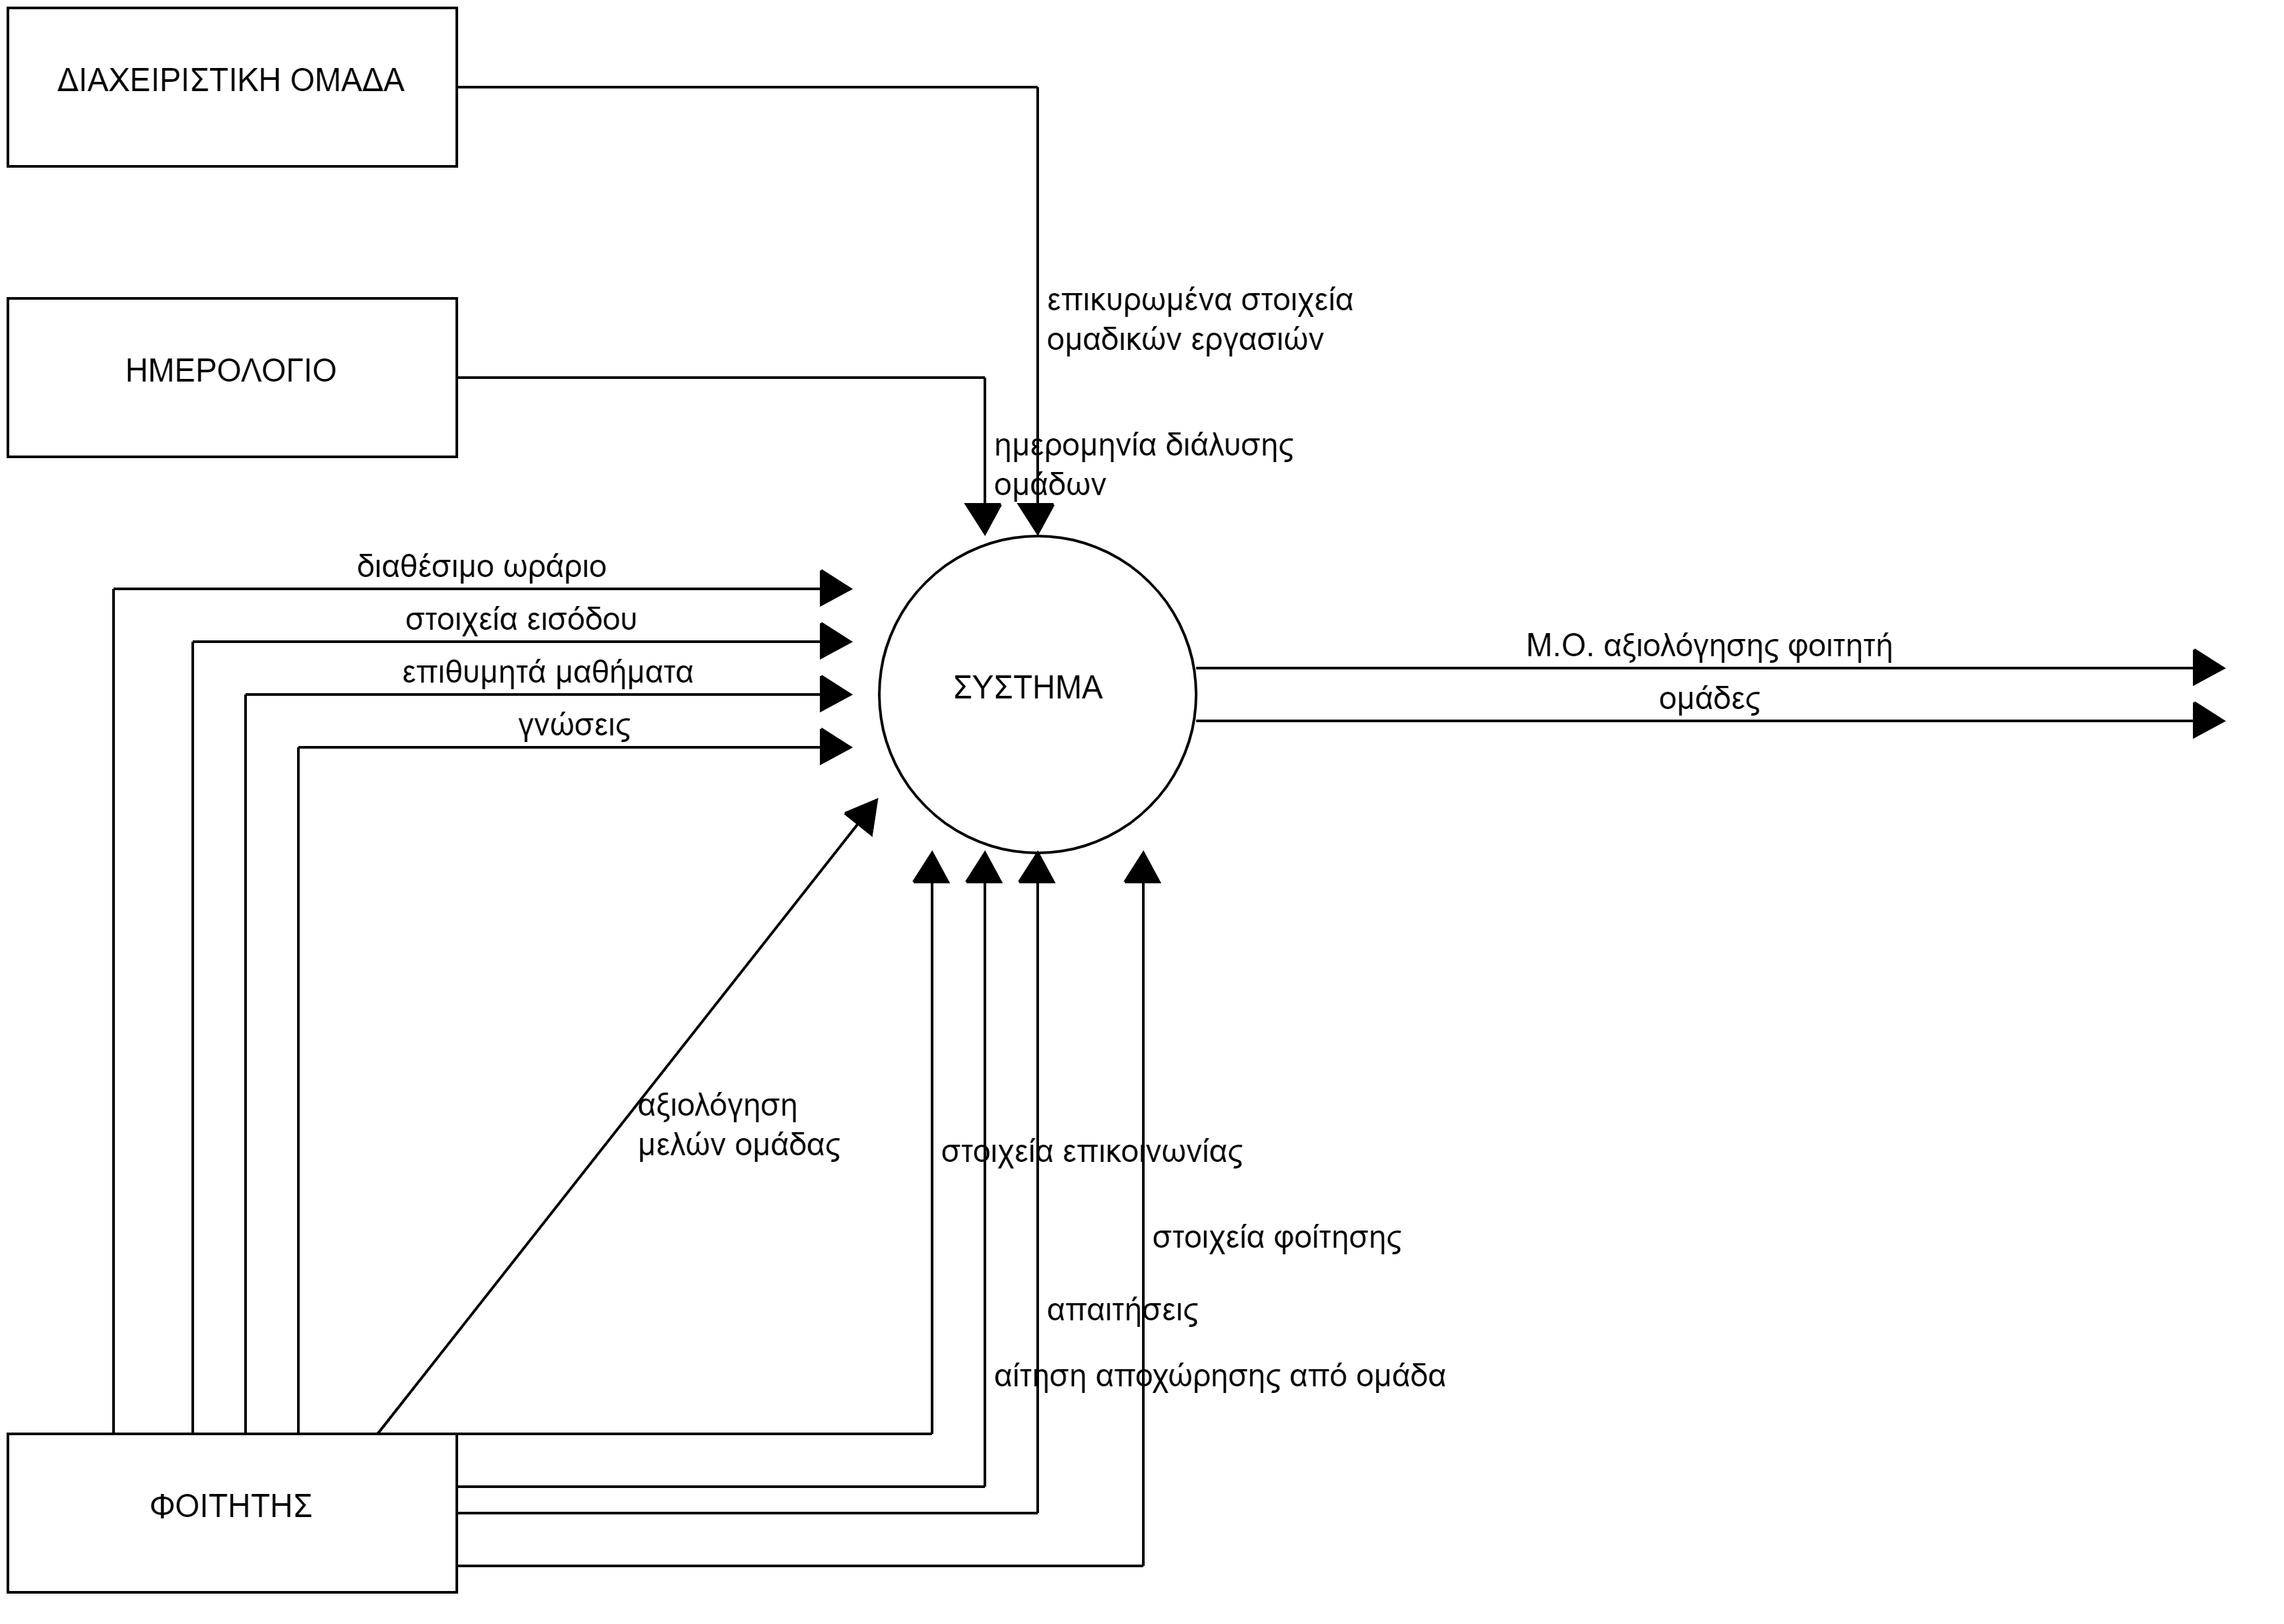 ΔΙΑΧΕΙΡΙΣΤΙΚΗ ΟΜΑΔΑ
επικυρωμένα στοιχεία
ομαδικών εργασιών
ΗΜΕΡΟΛΟΓΙΟ
ημερομηνία διάλυσης
ομάδων
διαθέσιμο ωράριο
στοιχεία εισόδου
επιθυμητά μαθήματα
γνώσεις
ΣΥΣΤΗΜΑ
Μ.Ο. αξιολόγησης φοιτητή
ομάδες
αξιολόγηση
μελών ομάδας
στοιχεία επικοινωνίας
στοιχεία φοίτησης
απαιτήσεις
αίτηση αποχώρησης από ομάδα
ΦΟΙΤΗΤΗΣ